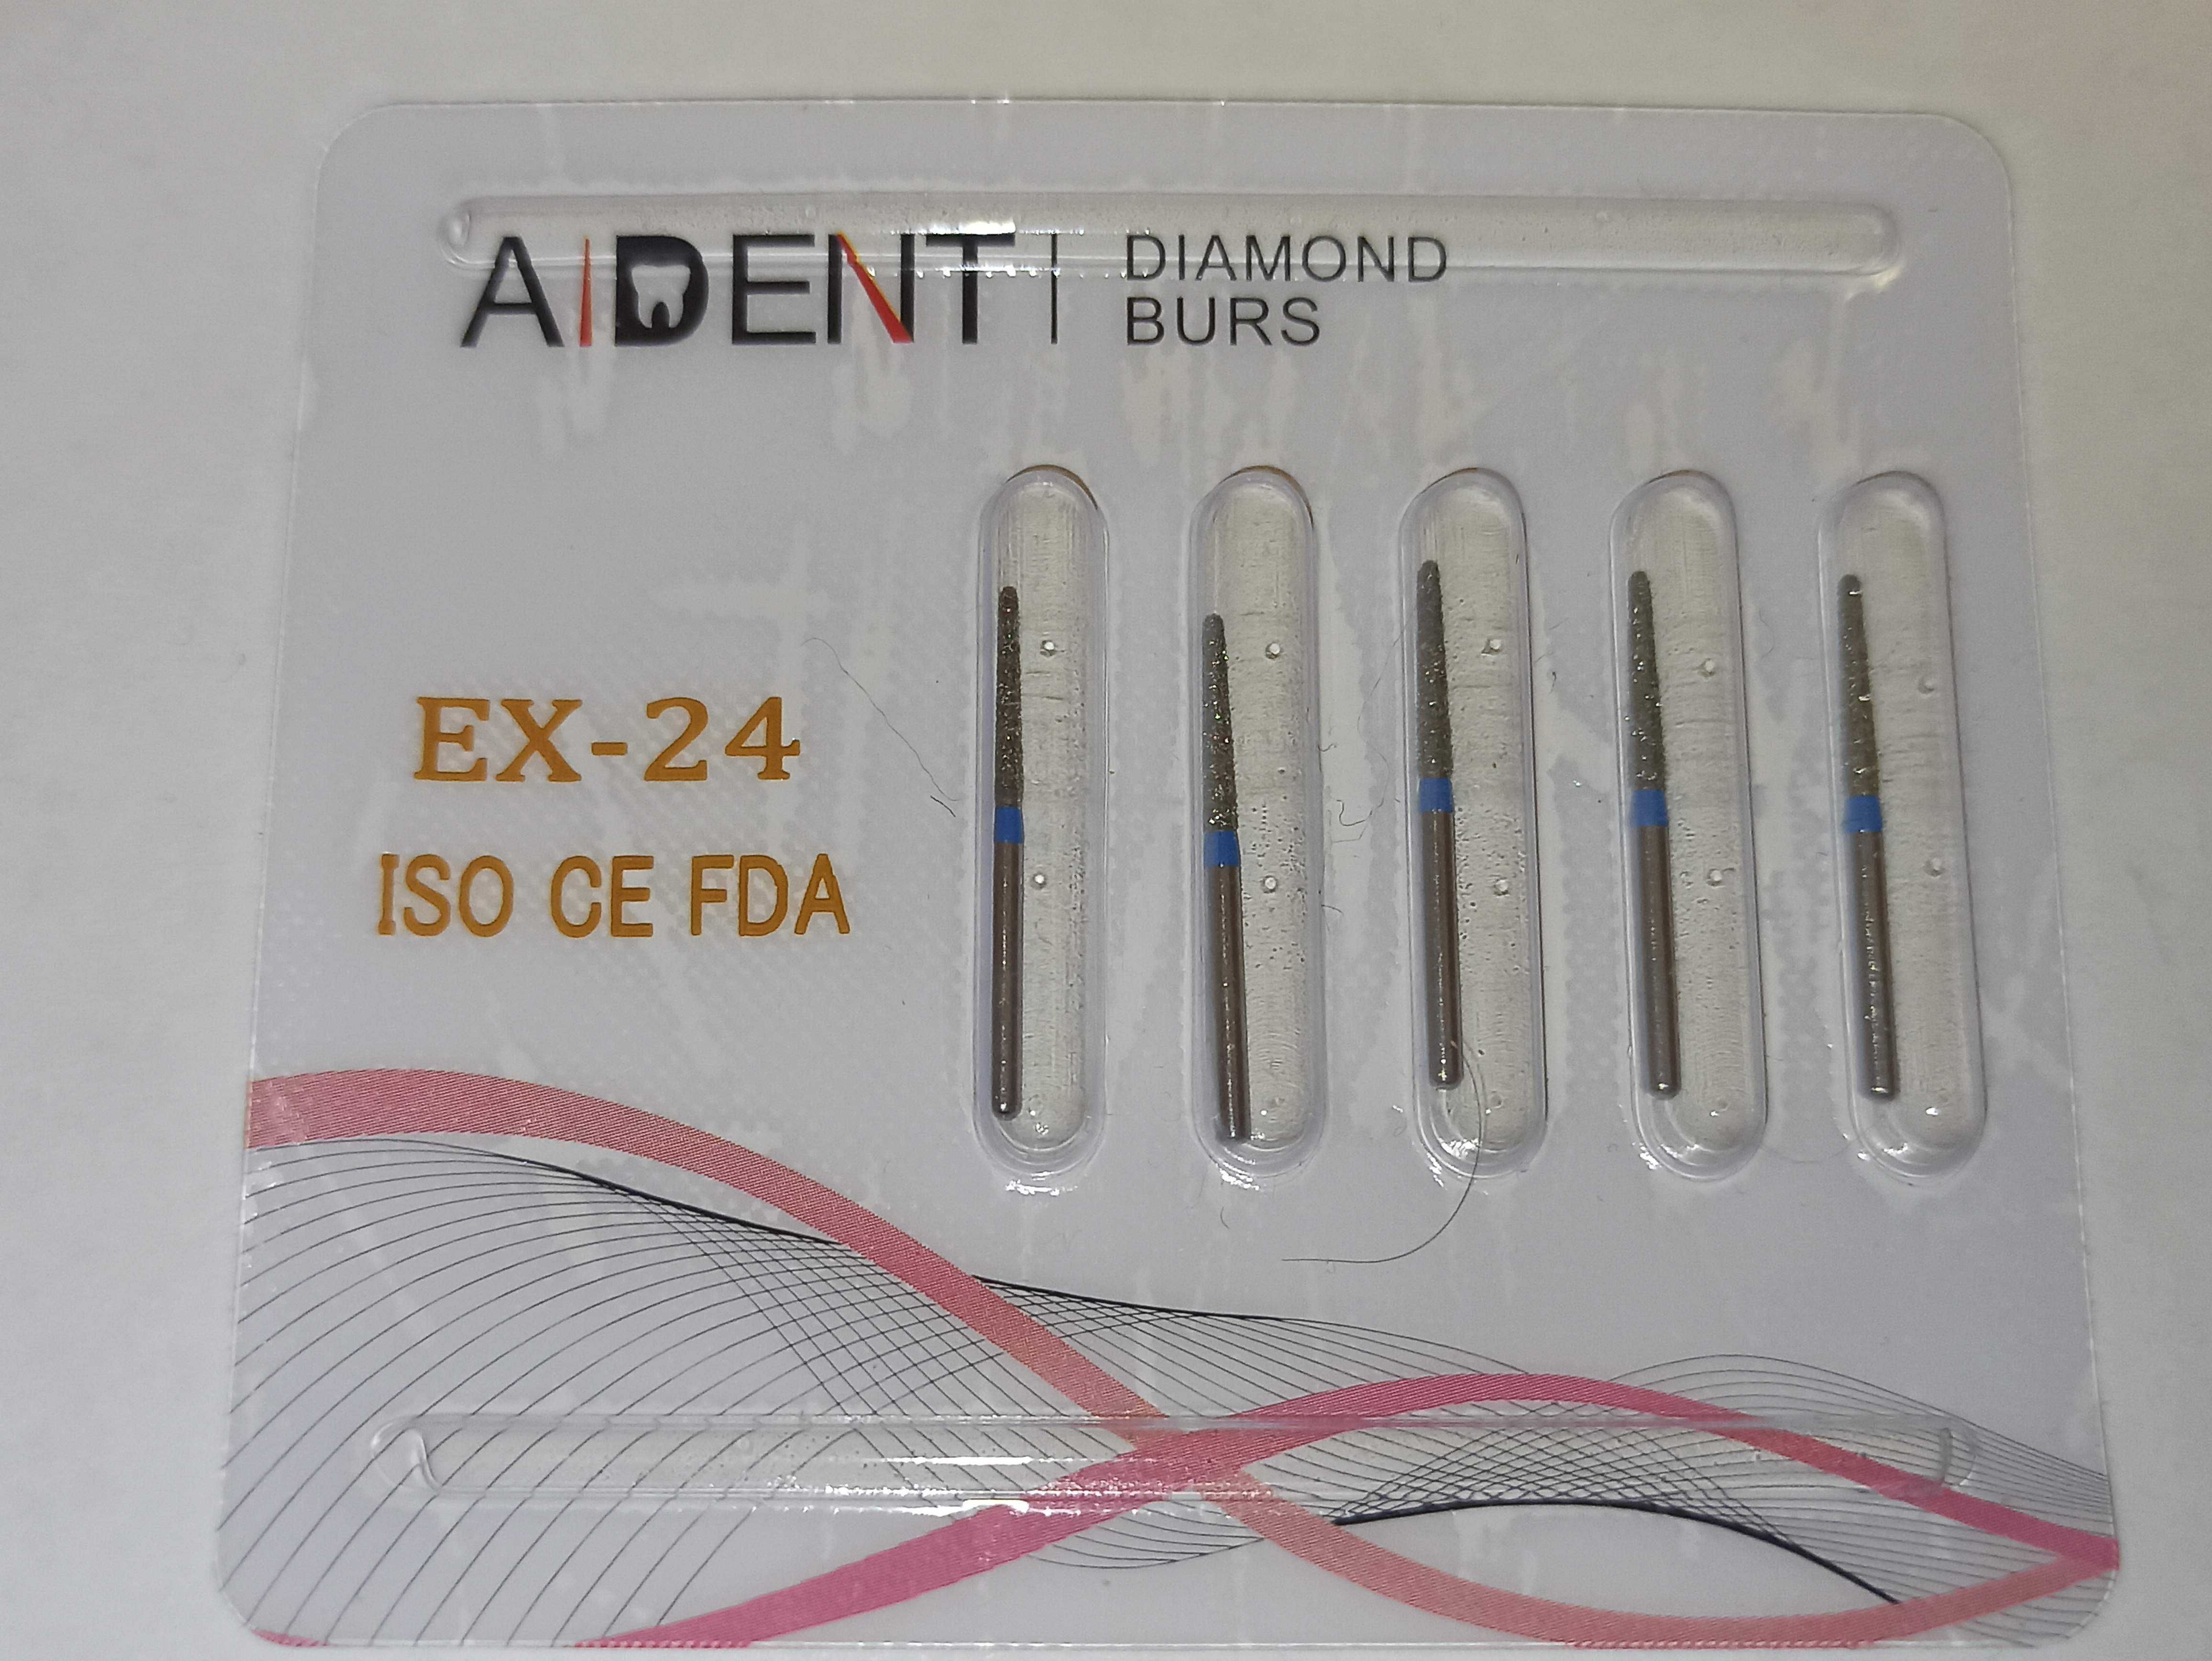 AIDENT
DIAMOND
BURS
EX-24
ISO CE FDA